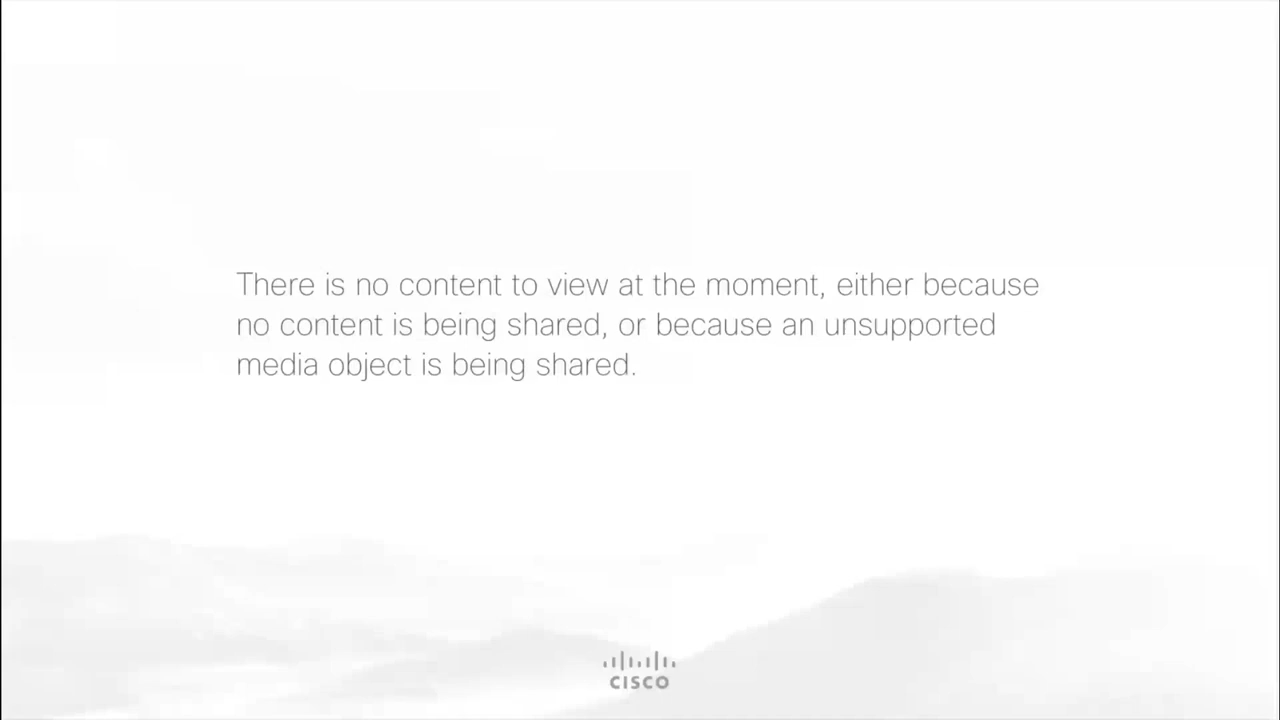 There is no content to view at the moment, either because
no content is being shared, or because an unsupported
media object is being shared.
CISCO